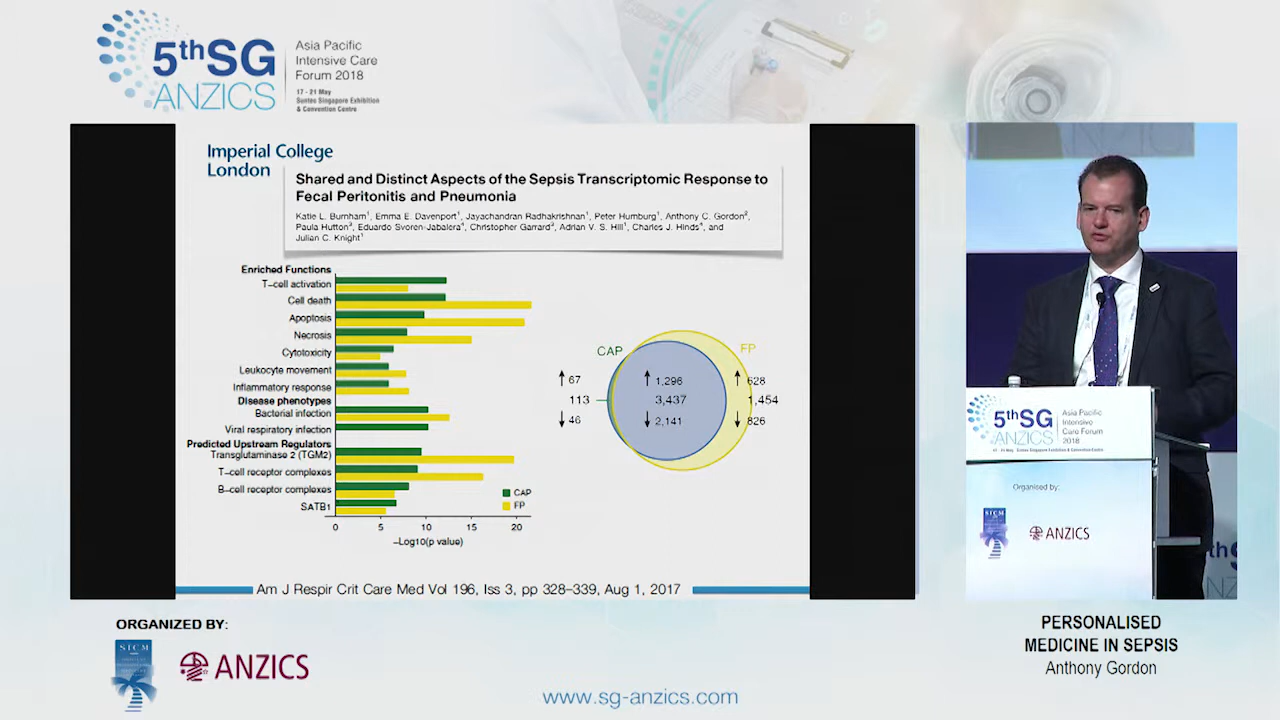 5thSG
ANZICS
Asia Pacific
Intensive Care
Forum 2018
17 - 21 May
Suntec Singapore Exhibition
& Convention Centre
Imperial College
London
Shared and Distinct Aspects of the Sepsis Transcriptomic Response to
Fecal Peritonitis and Pneumonia
Katie L. Burnham1, Emma E. Davenport1, Jayachandran Radhakrishnan1, Peter Humburg1, Anthony C. Gordon2,
Paula Hutton3, Eduardo Svoren-Jabalera4, Christopher Garrard3, Adrian V. S. Hill1, Charles J. Hinds4, and
Julian C. Knight1
Enriched Functions
T-cell activation
Cell death
Apoptosis
Necrosis
Cytotoxicity
Leukocyte movement
Inflammatory response
Disease phenotypes
Bacterial infection
Viral respiratory infection
Predicted Upstream Regulators
Transglutaminase 2 (TGM2)
T-cell receptor complexes
B-cell receptor complexes
SATB1
CAP
FP
0 5 10 15 20
–Log10(p value)
CAP FP
↑ 67 ↑ 1,296 ↑ 628
113 3,437 1,454
↓ 46 ↓ 2,141 ↓ 826
Am J Respir Crit Care Med Vol 196, Iss 3, pp 328–339, Aug 1, 2017
5thSG
ANZICS
Asia Pacific
Intensive
Care Forum
2018
Organised by:
SICM
ANZICS
PERSONALISED
MEDICINE IN SEPSIS
Anthony Gordon
ORGANIZED BY:
SICM
ANZICS
www.sg-anzics.com